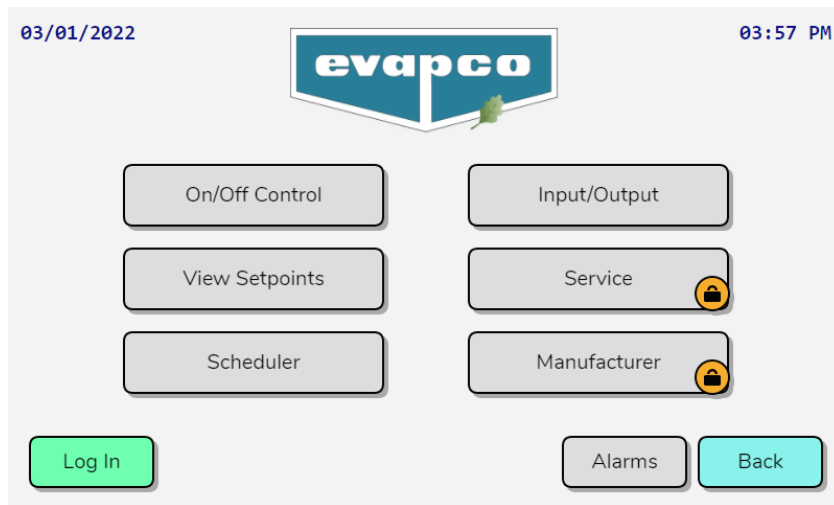 03/01/2022
03:57 PM
evapco
On/Off Control
Input/Output
View Setpoints
Service
Scheduler
Manufacturer
Log In
Alarms
Back